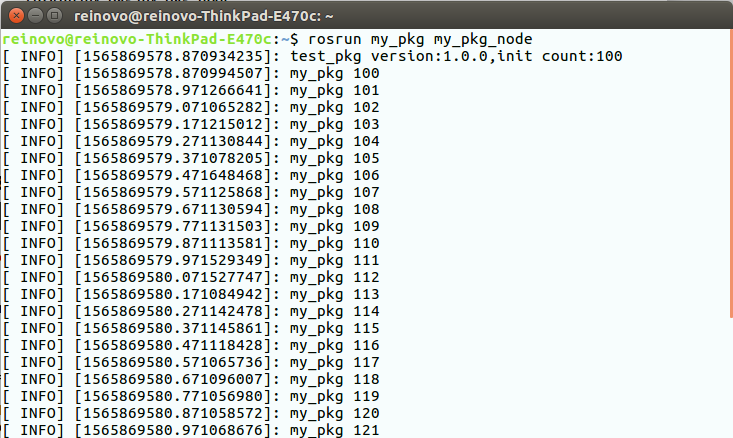 reinovo@reinovo-ThinkPad-E470c: ~
reinovo@reinovo-ThinkPad-E470c:~$ rosrun my_pkg my_pkg_node
[ INFO] [1565869578.870934235]: test_pkg version:1.0.0,init count:100
[ INFO] [1565869578.870994507]: my_pkg 100
[ INFO] [1565869578.971266641]: my_pkg 101
[ INFO] [1565869579.071065282]: my_pkg 102
[ INFO] [1565869579.171215012]: my_pkg 103
[ INFO] [1565869579.271130844]: my_pkg 104
[ INFO] [1565869579.371078205]: my_pkg 105
[ INFO] [1565869579.471648468]: my_pkg 106
[ INFO] [1565869579.571125868]: my_pkg 107
[ INFO] [1565869579.671130594]: my_pkg 108
[ INFO] [1565869579.771131503]: my_pkg 109
[ INFO] [1565869579.871113581]: my_pkg 110
[ INFO] [1565869579.971529349]: my_pkg 111
[ INFO] [1565869580.071527747]: my_pkg 112
[ INFO] [1565869580.171084942]: my_pkg 113
[ INFO] [1565869580.271142478]: my_pkg 114
[ INFO] [1565869580.371145861]: my_pkg 115
[ INFO] [1565869580.471118428]: my_pkg 116
[ INFO] [1565869580.571065736]: my_pkg 117
[ INFO] [1565869580.671096007]: my_pkg 118
[ INFO] [1565869580.771056980]: my_pkg 119
[ INFO] [1565869580.871058572]: my_pkg 120
[ INFO] [1565869580.971068676]: my_pkg 121